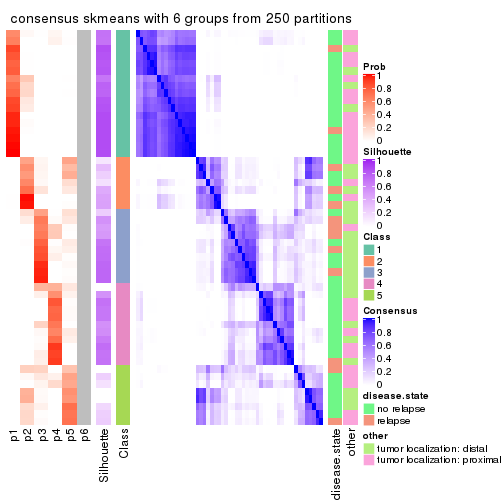 consensus skmeans with 6 groups from 250 partitions
Prob
1
0.8
0.6
0.4
0.2
0
Silhouette
1
0.8
0.6
0.4
0.2
0
Class
1
2
3
4
5
Consensus
1
0.8
0.6
0.4
0.2
0
disease.state
no relapse
relapse
other
tumor localization: distal
tumor localization: proximal
p1
p2
p3
p4
p5
p6
Silhouette
Class
disease.state
other